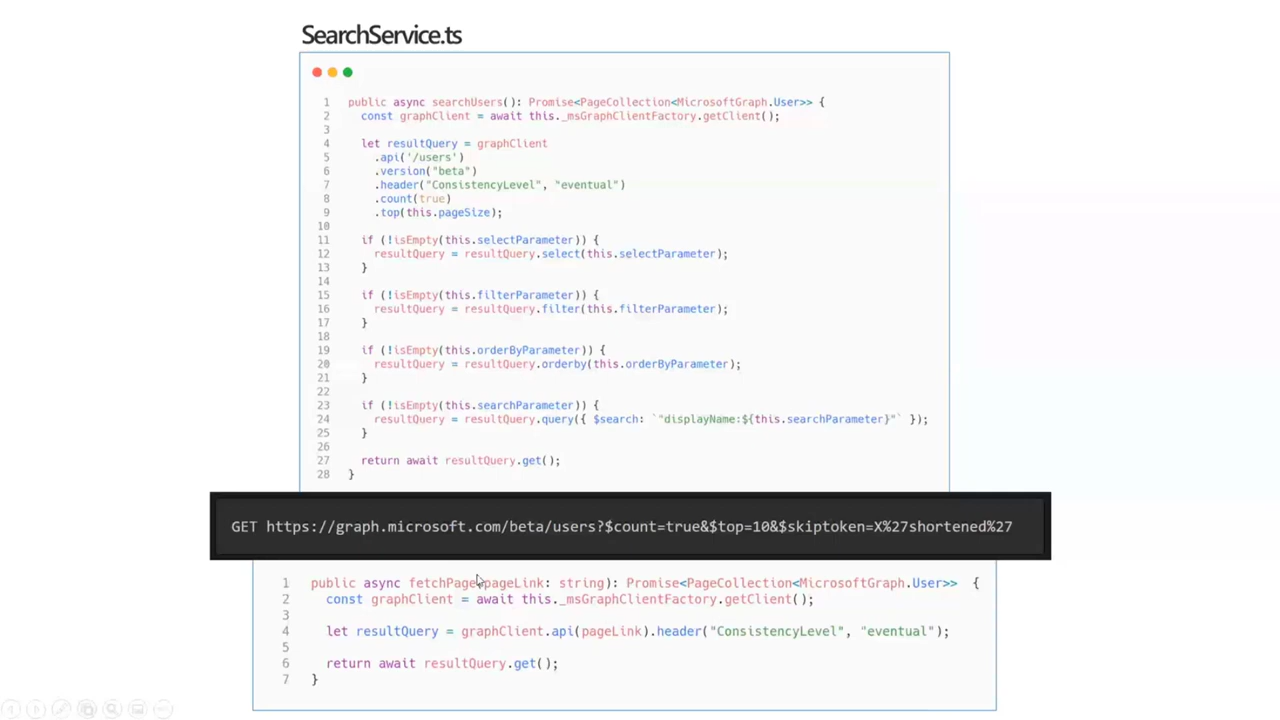 SearchService.ts
1 public async searchUsers(): Promise<PageCollection<MicrosoftGraph.User>> {
2 const graphClient = await this._msGraphClientFactory.getClient();
3
4 let resultQuery = graphClient
5 .api('/users')
6 .version("beta")
7 .header("ConsistencyLevel", "eventual")
8 .count(true)
9 .top(this.pageSize);
10
11 if (!isEmpty(this.selectParameter)) {
12 resultQuery = resultQuery.select(this.selectParameter);
13 }
14
15 if (!isEmpty(this.filterParameter)) {
16 resultQuery = resultQuery.filter(this.filterParameter);
17 }
18
19 if (!isEmpty(this.orderByParameter)) {
20 resultQuery = resultQuery.orderby(this.orderByParameter);
21 }
22
23 if (!isEmpty(this.searchParameter)) {
24 resultQuery = resultQuery.query({ $search: `"displayName:${this.searchParameter}"` });
25 }
26
27 return await resultQuery.get();
28 }
GET https://graph.microsoft.com/beta/users?$count=true&$top=10&$skiptoken=X%27shortened%27
1 public async fetchPage(pageLink: string): Promise<PageCollection<MicrosoftGraph.User>> {
2 const graphClient = await this._msGraphClientFactory.getClient();
3
4 let resultQuery = graphClient.api(pageLink).header("ConsistencyLevel", "eventual");
5
6 return await resultQuery.get();
7 }